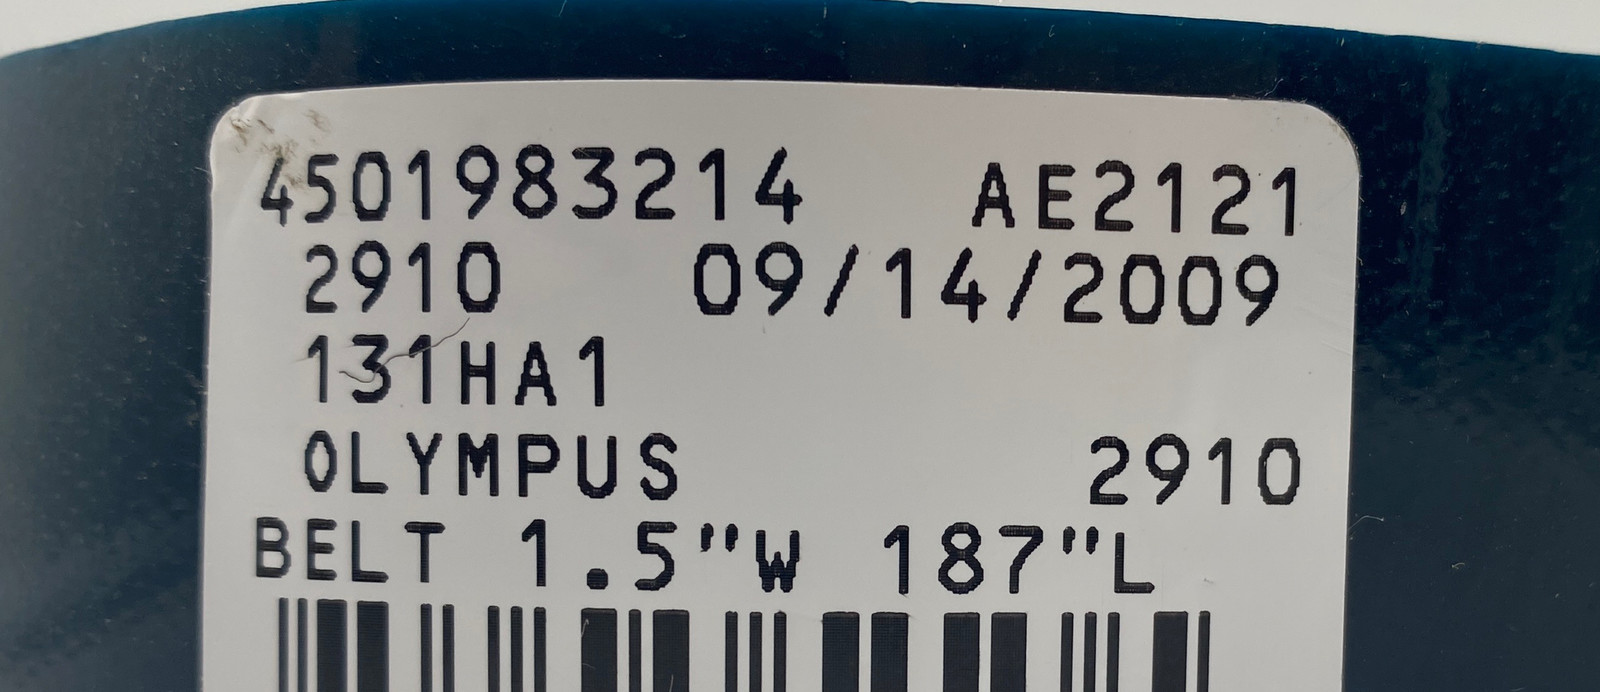 4501983214 AE2121
2910 09/14/2009
131HA1
OLYMPUS 2910
BELT 1.5"W 187"L